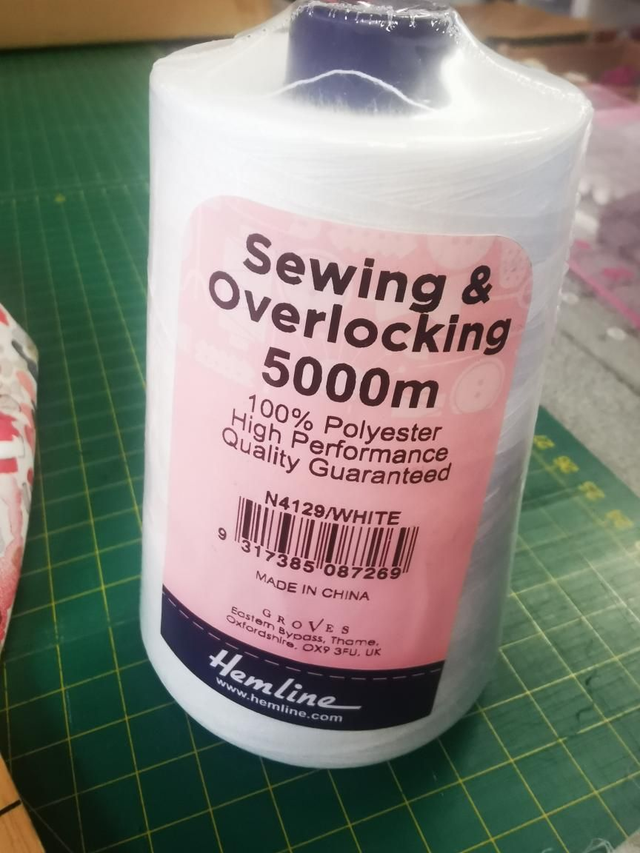 Sewing &
Overlocking
5000m
100% Polyester
High Performance
Quality Guaranteed
N4129/WHITE
9 317385 087269
MADE IN CHINA
GROVES
Eastern Bypass, Thame,
Oxfordshire, OX9 3FU, UK
Hemline
www.hemline.com